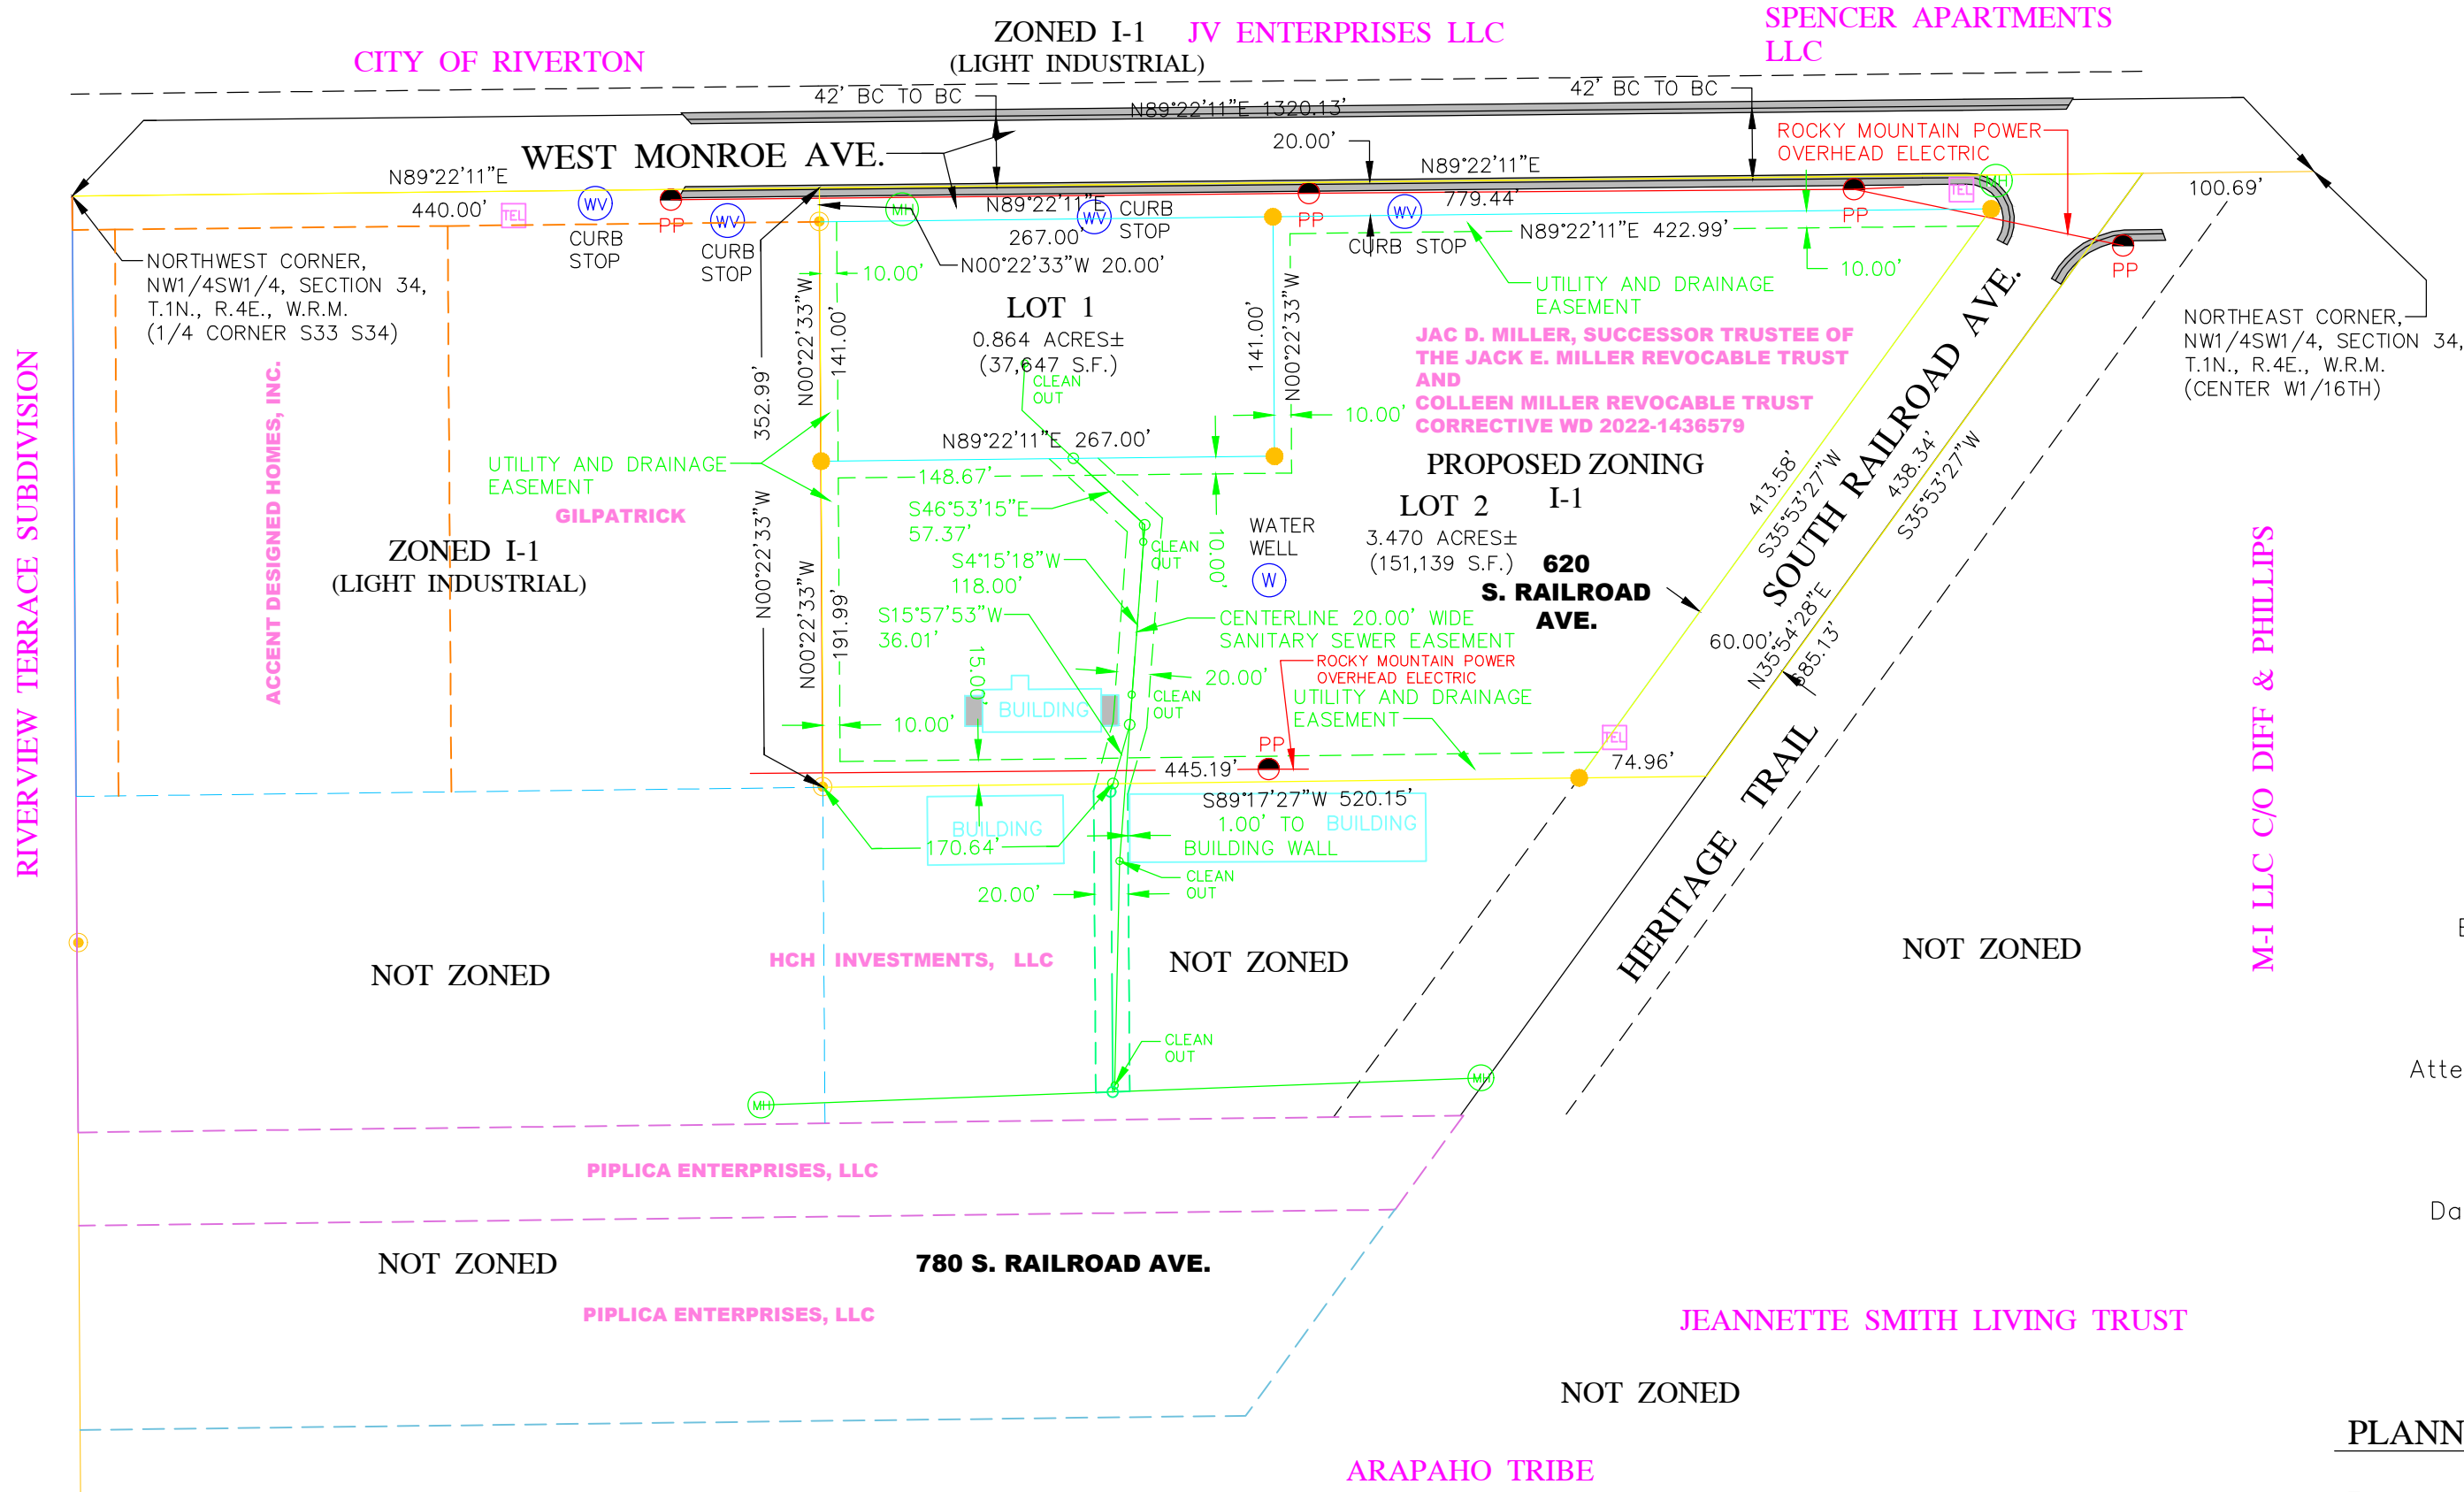 ZONED I-1
(LIGHT INDUSTRIAL)
JV ENTERPRISES LLC
SPENCER APARTMENTS
LLC
CITY OF RIVERTON
42' BC TO BC
N89°22'11"E 1320.13'
42' BC TO BC
20.00'
ROCKY MOUNTAIN POWER
OVERHEAD ELECTRIC
WEST MONROE AVE.
N89°22'11"E
440.00'
TEL
WV
CURB
STOP
PP
WV
CURB
STOP
MH
N89°22'11"E
267.00'
WV
CURB
STOP
PP
WV
CURB STOP
N89°22'11"E
779.44'
PP
TEL
MH
100.69'
PP
N89°22'11"E 422.99'
10.00'
NORTHWEST CORNER,
NW1/4SW1/4, SECTION 34,
T.1N., R.4E., W.R.M.
(1/4 CORNER S33 S34)
10.00'
N00°22'33"W 20.00'
UTILITY AND DRAINAGE
EASEMENT
NORTHEAST CORNER,
NW1/4SW1/4, SECTION 34,
T.1N., R.4E., W.R.M.
(CENTER W1/16TH)
LOT 1
0.864 ACRES±
(37,647 S.F.)
CLEAN
OUT
N00°22'33"W
141.00'
352.99'
N00°22'33"W
141.00'
N00°22'33"W
JAC D. MILLER, SUCCESSOR TRUSTEE OF
THE JACK E. MILLER REVOCABLE TRUST
AND
COLLEEN MILLER REVOCABLE TRUST
CORRECTIVE WD 2022-1436579
10.00'
N89°22'11"E 267.00'
148.67'
UTILITY AND DRAINAGE
EASEMENT
GILPATRICK
ZONED I-1
(LIGHT INDUSTRIAL)
ACCENT DESIGNED HOMES, INC.
RIVERVIEW TERRACE SUBDIVISION
PROPOSED ZONING
I-1
LOT 2
3.470 ACRES±
(151,139 S.F.)
620
S. RAILROAD
AVE.
WATER
WELL
W
10.00'
S46°53'15"E
57.37'
CLEAN
OUT
S4°15'18"W
118.00'
S15°57'53"W
36.01'
N00°22'33"W
191.99'
15.00'
CENTERLINE 20.00' WIDE
SANITARY SEWER EASEMENT
ROCKY MOUNTAIN POWER
OVERHEAD ELECTRIC
20.00'
CLEAN
OUT
UTILITY AND DRAINAGE
EASEMENT
BUILDING
10.00'
PP
445.19'
TEL
74.96'
413.58'
S35°53'27"W
SOUTH RAILROAD AVE.
438.34'
S35°53'27"W
60.00'
N35°54'28"E
585.13'
HERITAGE TRAIL
M-I LLC C/O DIFF & PHILLIPS
S89°17'27"W 520.15'
BUILDING
170.64'
1.00' TO
BUILDING WALL
BUILDING
CLEAN
OUT
20.00'
HCH INVESTMENTS, LLC
NOT ZONED
NOT ZONED
NOT ZONED
CLEAN
OUT
MH
MH
Atte
PIPLICA ENTERPRISES, LLC
Da
NOT ZONED
780 S. RAILROAD AVE.
PIPLICA ENTERPRISES, LLC
JEANNETTE SMITH LIVING TRUST
NOT ZONED
PLANN
ARAPAHO TRIBE